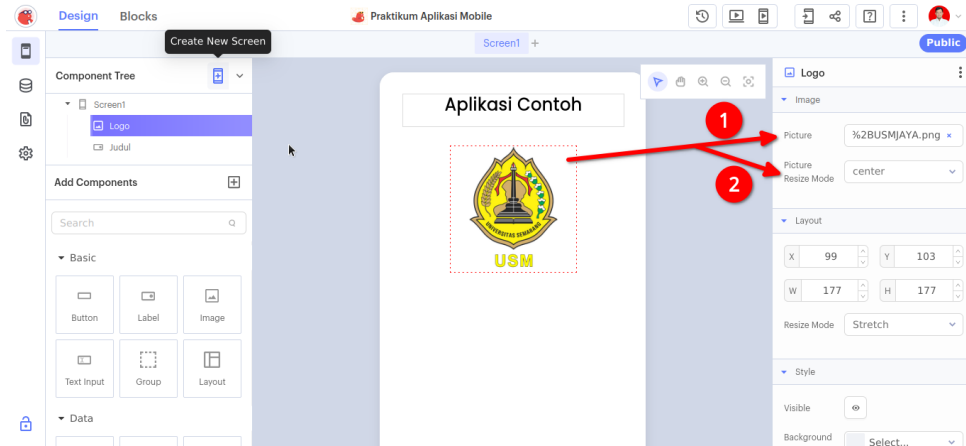 Design
Blocks
Praktikum Aplikasi Mobile
Create New Screen
Screen1
+
Public
Component Tree
Screen1
Logo
Judul
Add Components
Search
Basic
Button
Label
Image
Text Input
Group
Layout
Data
Aplikasi Contoh
UNIVERSITAS SEMARANG
USM
1
2
Logo
Image
Picture
%2BUSMJAYA.png ×
Picture
Resize Mode
center
Layout
X 99
Y 103
W 177
H 177
Resize Mode
Stretch
Style
Visible
Background
Select...